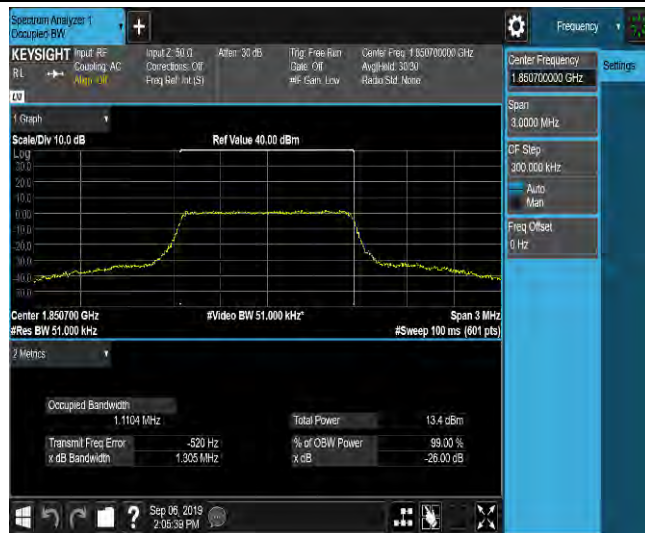 Spectrum Analyzer 1
Occupied BW
Frequency
KEYSIGHT
RL
Input: RF
Coupling: AC
Align: Off
Input Z: 50 Ω
Corrections: Off
Freq Ref: Int (S)
Atten: 30 dB
Trig: Free Run
Gate: Off
#IF Gain: Low
Center Freq: 1.850700000 GHz
Avg|Hold: 30/30
Radio Std: None
Center Frequency
1.850700000 GHz
Settings
Span
3.0000 MHz
CF Step
300.000 kHz
Auto
Man
Freq Offset
0 Hz
1 Graph
Scale/Div 10.0 dB
Ref Value 40.00 dBm
Log
30.0
20.0
10.0
0.00
-10.0
-20.0
-30.0
-40.0
-50.0
Center 1.850700 GHz
#Video BW 51.000 kHz*
Span 3 MHz
#Res BW 51.000 kHz
#Sweep 100 ms (601 pts)
2 Metrics
Occupied Bandwidth
1.1104 MHz
Total Power
13.4 dBm
Transmit Freq Error
-520 Hz
% of OBW Power
99.00 %
x dB Bandwidth
1.305 MHz
x dB
-26.00 dB
?
Sep 06, 2019
2:05:39 PM